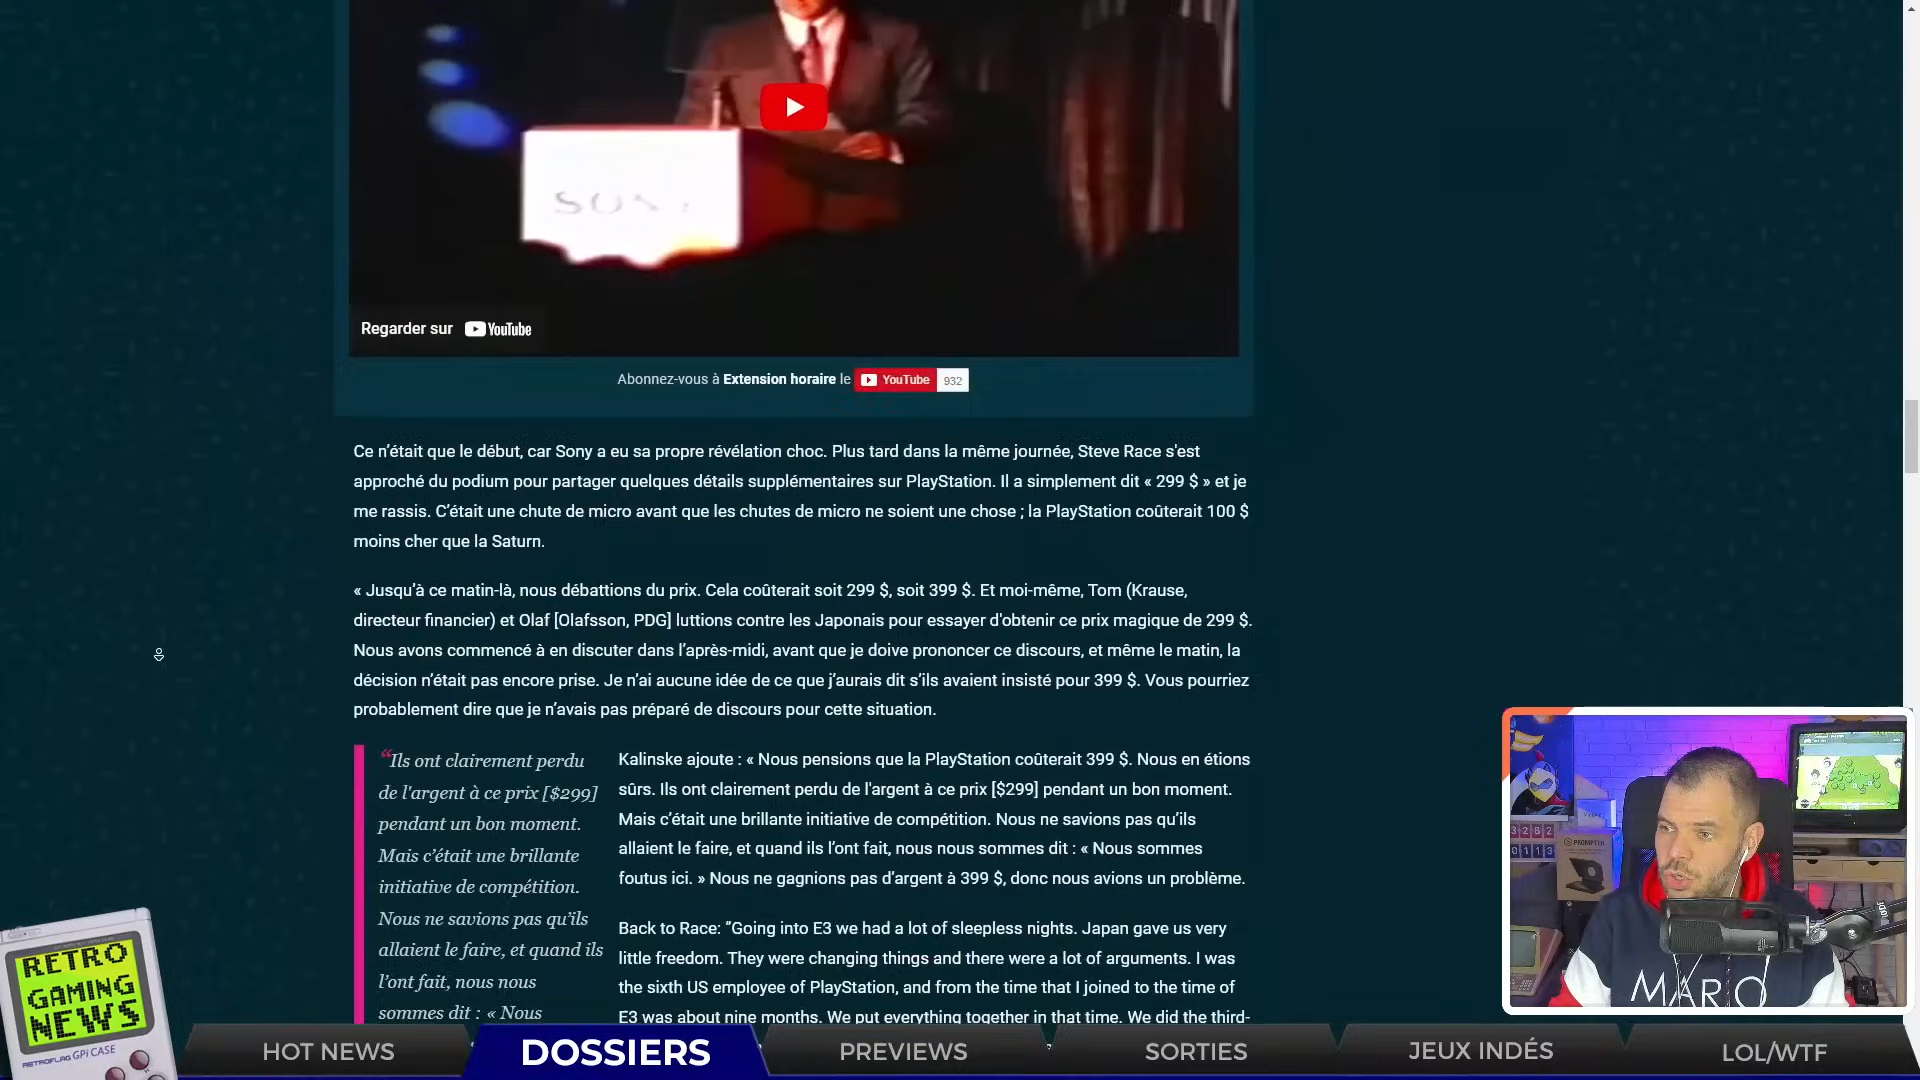 SONY
Regarder sur YouTube
Abonnez-vous à Extension horaire le YouTube 932
Ce n’était que le début, car Sony a eu sa propre révélation choc. Plus tard dans la même journée, Steve Race s'est
approché du podium pour partager quelques détails supplémentaires sur PlayStation. Il a simplement dit « 299 $ » et je
me rassis. C’était une chute de micro avant que les chutes de micro ne soient une chose ; la PlayStation coûterait 100 $
moins cher que la Saturn.
« Jusqu’à ce matin-là, nous débattions du prix. Cela coûterait soit 299 $, soit 399 $. Et moi-même, Tom (Krause,
directeur financier) et Olaf [Olafsson, PDG] luttions contre les Japonais pour essayer d'obtenir ce prix magique de 299 $.
Nous avons commencé à en discuter dans l’après-midi, avant que je doive prononcer ce discours, et même le matin, la
décision n’était pas encore prise. Je n’ai aucune idée de ce que j’aurais dit s’ils avaient insisté pour 399 $. Vous pourriez
probablement dire que je n’avais pas préparé de discours pour cette situation.
“Ils ont clairement perdu
de l'argent à ce prix [$299]
pendant un bon moment.
Mais c’était une brillante
initiative de compétition.
Nous ne savions pas qu’ils
allaient le faire, et quand ils
l’ont fait, nous nous
sommes dit : « Nous
Kalinske ajoute : « Nous pensions que la PlayStation coûterait 399 $. Nous en étions
sûrs. Ils ont clairement perdu de l'argent à ce prix [$299] pendant un bon moment.
Mais c’était une brillante initiative de compétition. Nous ne savions pas qu’ils
allaient le faire, et quand ils l’ont fait, nous nous sommes dit : « Nous sommes
foutus ici. » Nous ne gagnions pas d’argent à 399 $, donc nous avions un problème.
Back to Race: ”Going into E3 we had a lot of sleepless nights. Japan gave us very
little freedom. They were changing things and there were a lot of arguments. I was
the sixth US employee of PlayStation, and from the time that I joined to the time of
E3 was about nine months. We put everything together in that time. We did the third-
PROMPTER
MARIO
RETRO
GAMING
NEWS
RETROFLAG GPi CASE
HOT NEWS
DOSSIERS
PREVIEWS
SORTIES
JEUX INDÉS
LOL/WTF